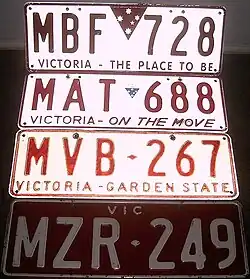 MBF 728
VICTORIA - THE PLACE TO BE
MAT 688
VICTORIA - ON THE MOVE
MVB 267
VICTORIA - GARDEN STATE
VIC
MZR 249